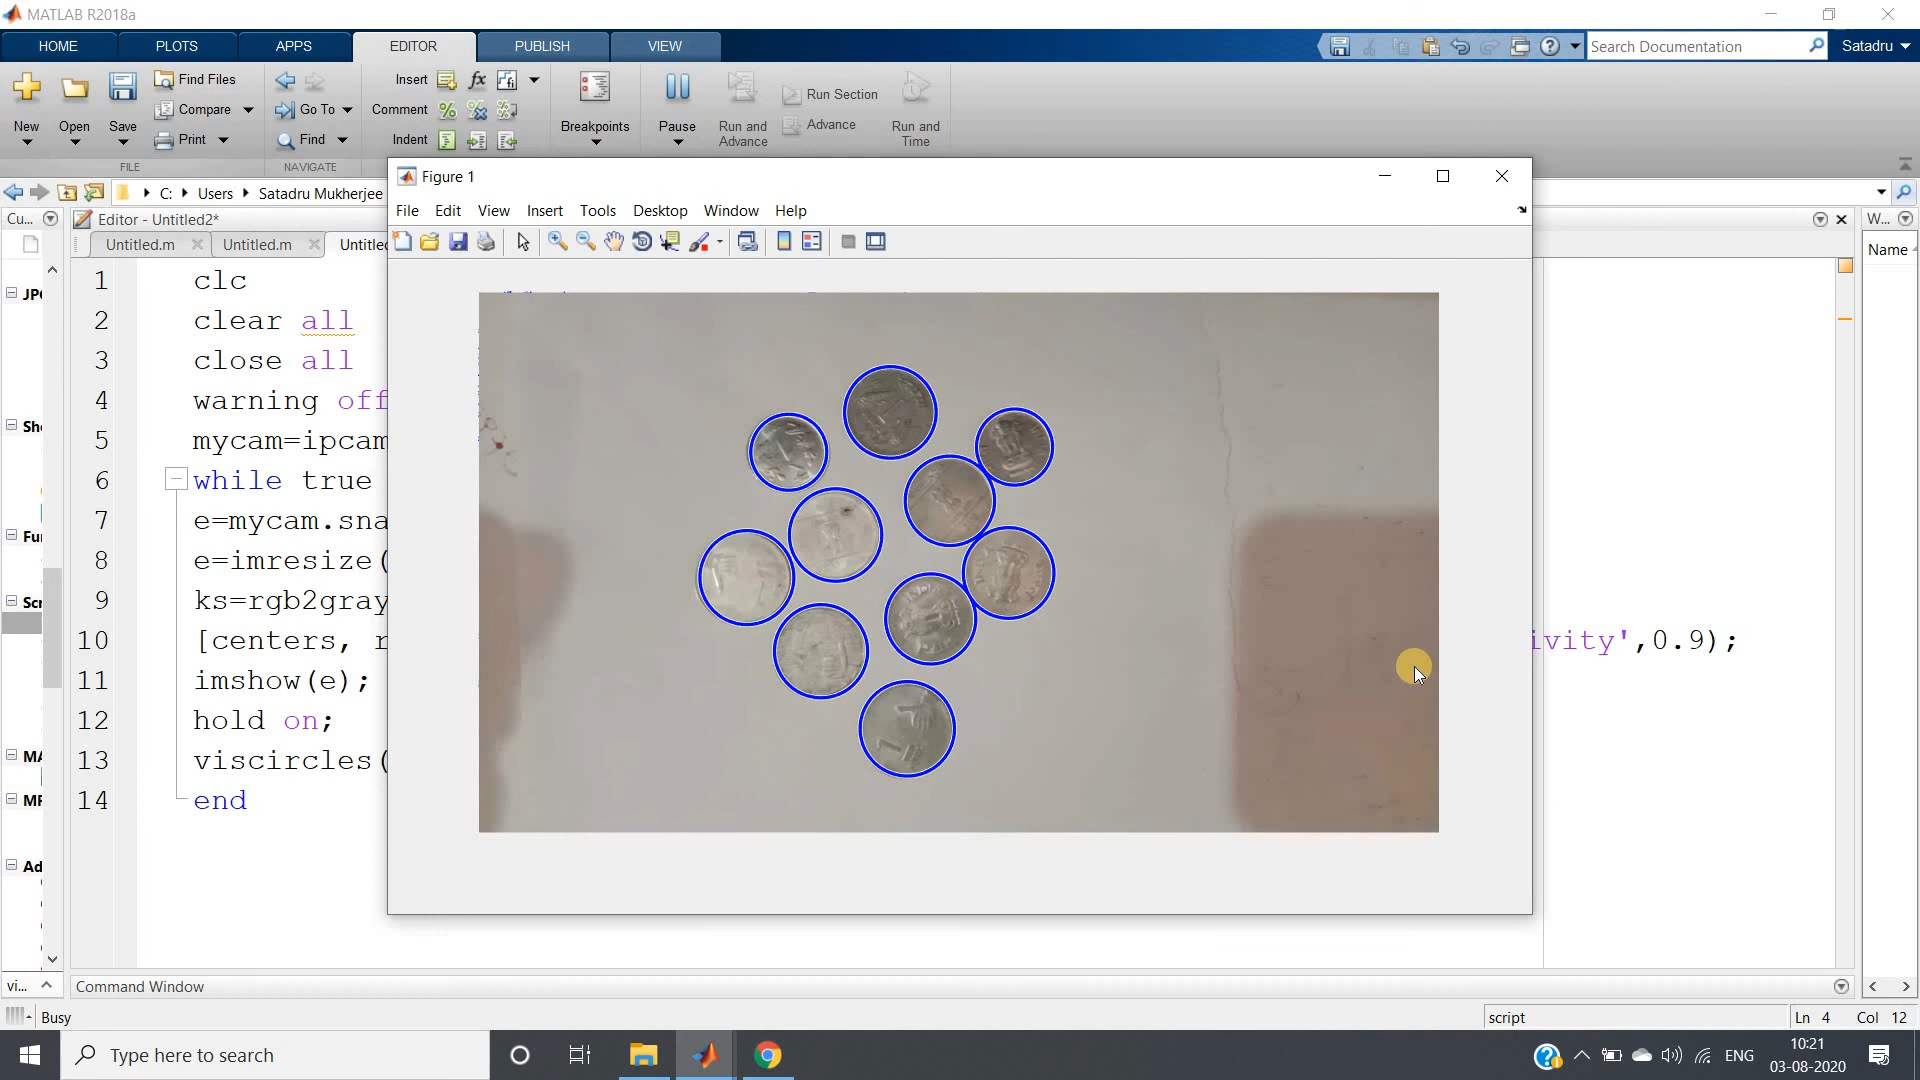 MATLAB R2018a
HOME PLOTS APPS EDITOR PUBLISH VIEW
Search Documentation
Satadru
New Open Save
Find Files
Compare
Print
FILE
Go To
Find
NAVIGATE
Insert
Comment
Indent
Breakpoints
Pause
Run and Advance
Run Section
Advance
Run and Time
C: Users Satadru Mukherjee
Cu...
Editor - Untitled2*
W...
Untitled.m Untitled.m
Name
1 clc
2 clear all
3 close all
4 warning off
5 mycam=ipcam
6 while true
7 e=mycam.sna
8 e=imresize(
9 ks=rgb2gray
10 [centers, r
ivity',0.9);
11 imshow(e);
12 hold on;
13 viscircles(
14 end
Figure 1
File Edit View Insert Tools Desktop Window Help
vi...
Command Window
Busy
script
Ln 4 Col 12
Type here to search
ENG
10:21
03-08-2020